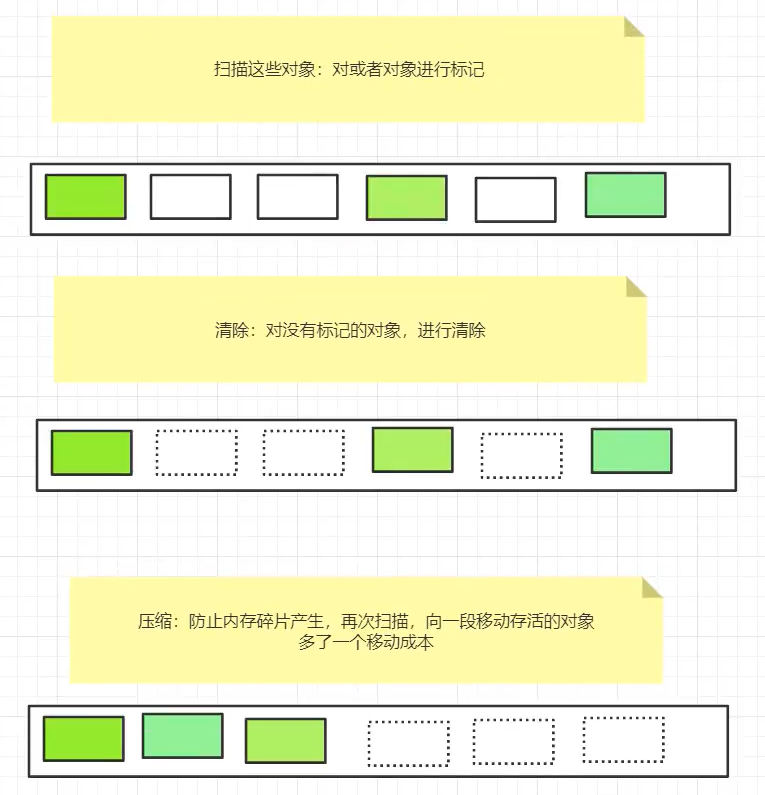 扫描这些对象：对或者对象进行标记
清除：对没有标记的对象，进行清除
压缩：防止内存碎片产生，再次扫描，向一段移动存活的对象
多了一个移动成本